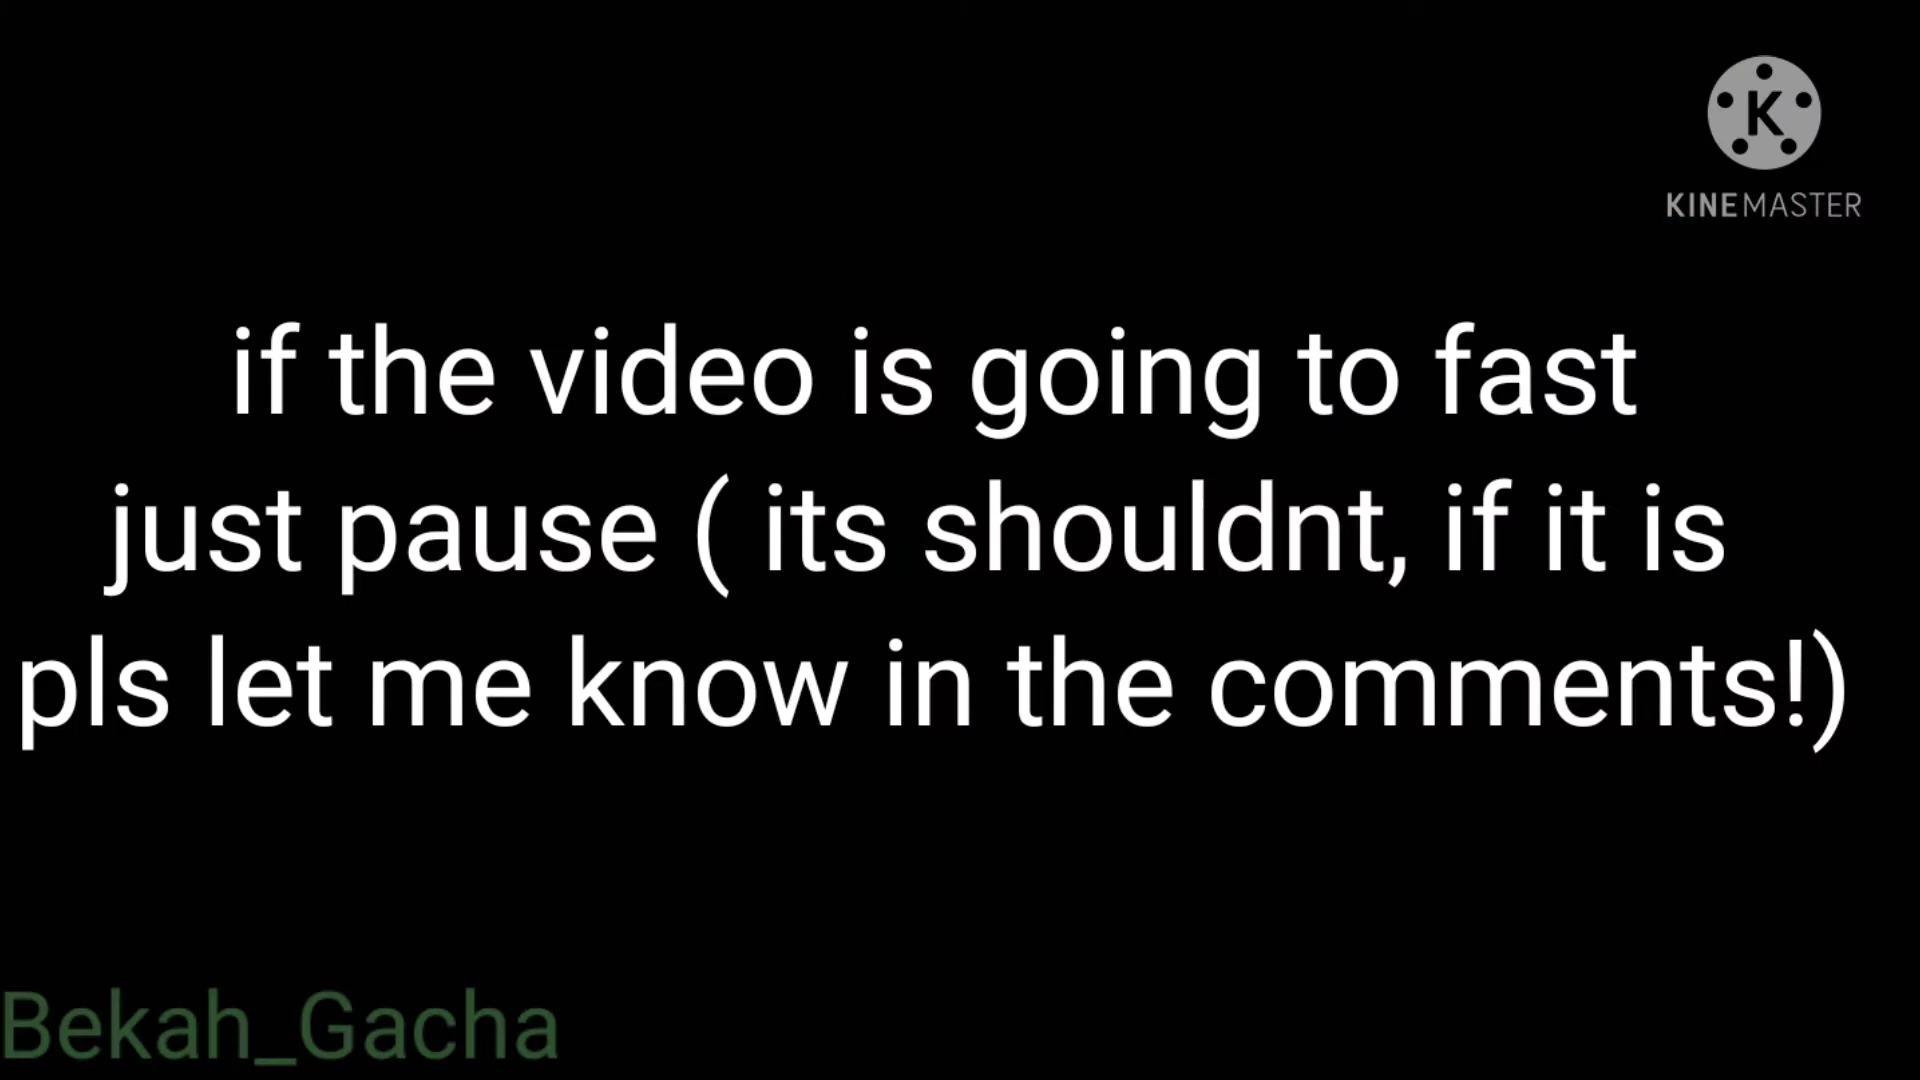 K
KINEMASTER
if the video is going to fast
just pause ( its shouldnt, if it is
pls let me know in the comments!)
Bekah_Gacha